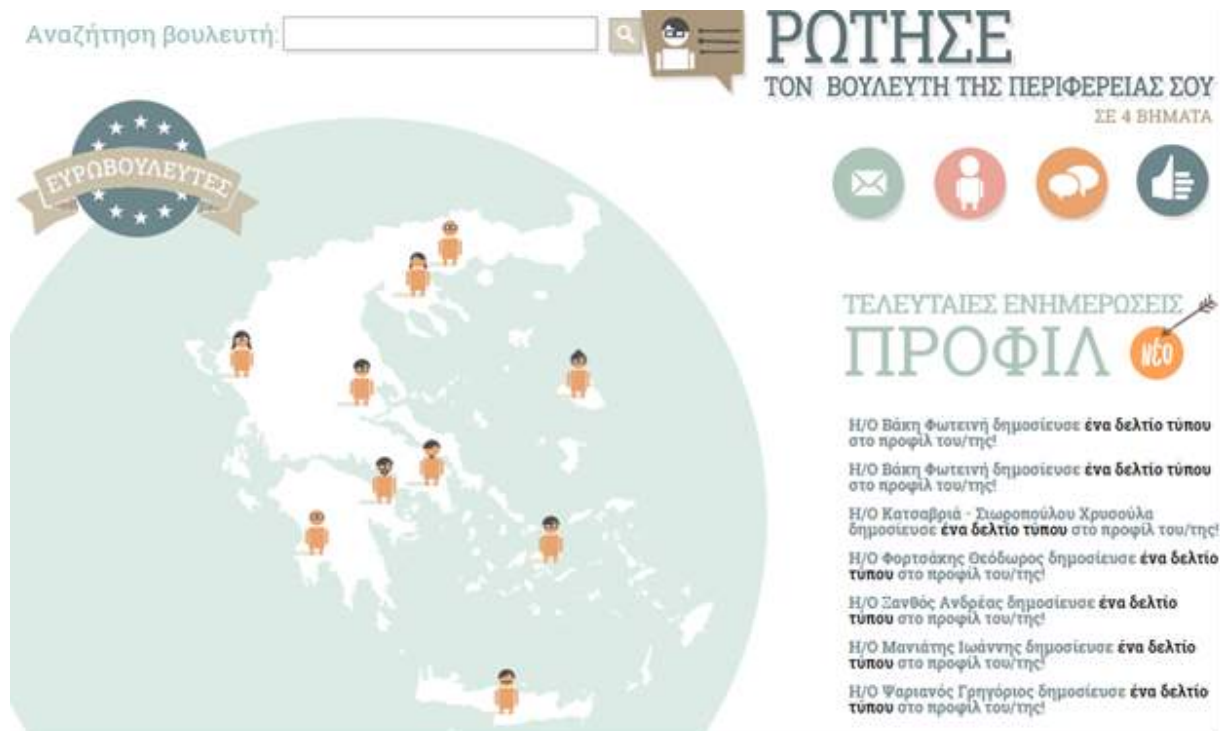 Αναζήτηση βουλευτή:
ΡΩΤΗΣΕ
ΤΟΝ ΒΟΥΛΕΥΤΗ ΤΗΣ ΠΕΡΙΦΕΡΕΙΑΣ ΣΟΥ
ΣΕ 4 ΒΗΜΑΤΑ
ΕΥΡΩΒΟΥΛΕΥΤΕΣ
ΤΕΛΕΥΤΑΙΕΣ ΕΝΗΜΕΡΩΣΕΙΣ
ΠΡΟΦΙΛ
νέο
Η/Ο Βάκη Φωτεινή δημοσίευσε ένα δελτίο τύπου
στο προφίλ του/της!
Η/Ο Βάκη Φωτεινή δημοσίευσε ένα δελτίο τύπου
στο προφίλ του/της!
Η/Ο Κατσαβριά - Σιωροπούλου Χρυσούλα
δημοσίευσε ένα δελτίο τύπου στο προφίλ του/της!
Η/Ο Φορτσάκης Θεόδωρος δημοσίευσε ένα δελτίο
τύπου στο προφίλ του/της!
Η/Ο Ξανθός Ανδρέας δημοσίευσε ένα δελτίο
τύπου στο προφίλ του/της!
Η/Ο Μανιάτης Ιωάννης δημοσίευσε ένα δελτίο
τύπου στο προφίλ του/της!
Η/Ο Ψαριανός Γρηγόριος δημοσίευσε ένα δελτίο
τύπου στο προφίλ του/της!